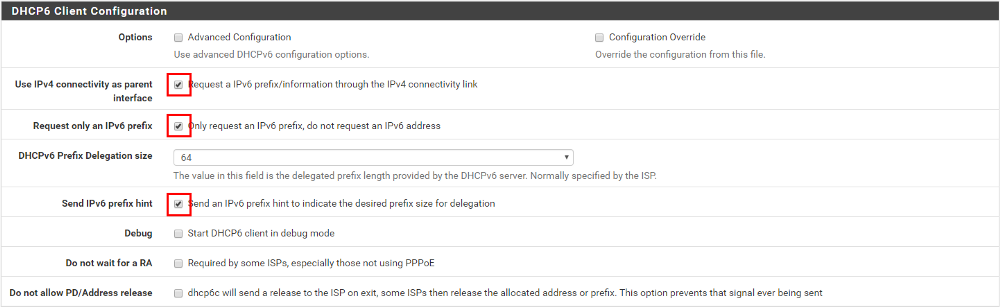 DHCP6 Client Configuration
Options Advanced Configuration Configuration Override
Use advanced DHCPv6 configuration options. Override the configuration from this file.
Use IPv4 connectivity as parent Request a IPv6 prefix/information through the IPv4 connectivity link
interface
Request only an IPv6 prefix Only request an IPv6 prefix, do not request an IPv6 address
DHCPv6 Prefix Delegation size 64
The value in this field is the delegated prefix length provided by the DHCPv6 server. Normally specified by the ISP.
Send IPv6 prefix hint Send an IPv6 prefix hint to indicate the desired prefix size for delegation
Debug Start DHCP6 client in debug mode
Do not wait for a RA Required by some ISPs, especially those not using PPPoE
Do not allow PD/Address release dhcp6c will send a release to the ISP on exit, some ISPs then release the allocated address or prefix. This option prevents that signal ever being sent